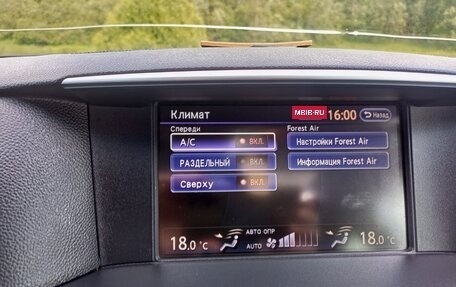 Климат
MBIB.RU
16:00
Назад
Спереди
Forest Air
A/C ВКЛ.
Настройки Forest Air
РАЗДЕЛЬНЫЙ ВКЛ.
Информация Forest Air
Сверху ВКЛ.
АВТО ОПР
18.0 °C
AUTO
18.0 °C